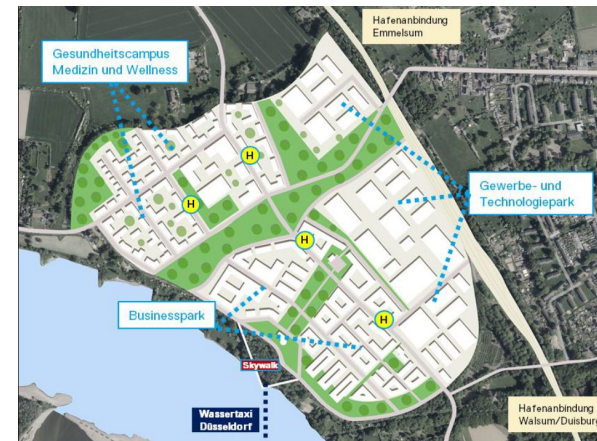 Hafenanbindung
Emmelsum
Gesundheitscampus
Medizin und Wellness
H
H
Gewerbe- und
Technologiepark
H
Businesspark
H
Skywalk
Wassertaxi
Düsseldorf
Hafenanbindung
Walsum/Duisburg